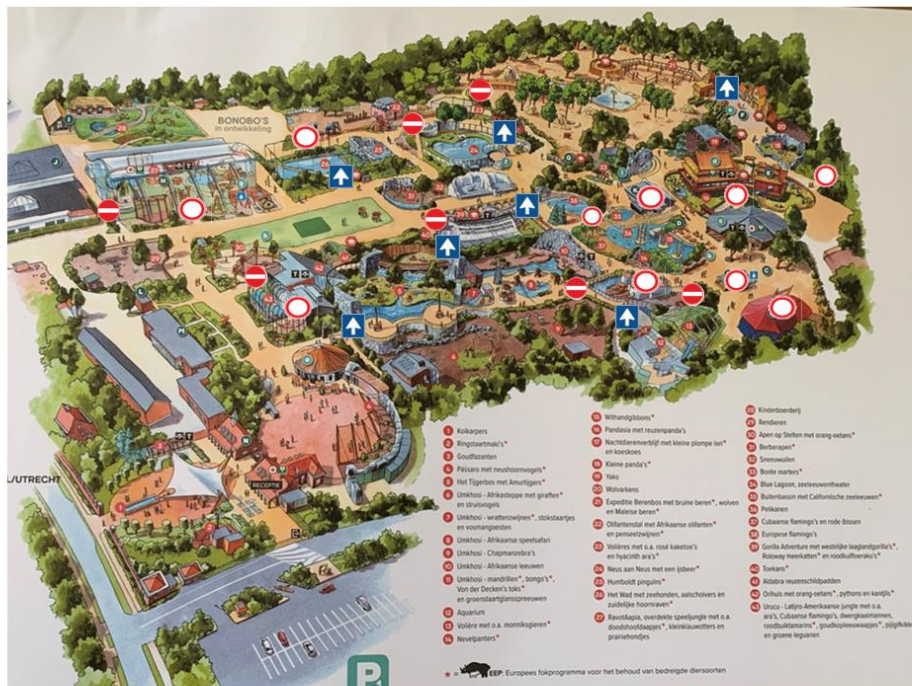 BONOBO'S
in ontwikkeling
L/UTRECHT
RECEPTIE
P1
1 Koikarpers
2 Ringstaartmaki's*
3 Goudfazanten
4 Pássaro met neushoornvogels*
5 Het Tijgerbos met Amurtijgers*
6 Umkhosi - Afrikasteppe met giraffen*
en struisvogels
7 Umkhosi - wrattenzwijnen*, stokstaartjes
en vosmangoesten
8 Umkhosi - Afrikaanse speelsafari
9 Umkhosi - Chapmanzebra's
10 Umkhosi - Afrikaanse leeuwen
11 Umkhosi - mandrillen*, bongo's*,
Von der Decken's toks*
en groenstaartglansspreeuwen
12 Aquarium
13 Volière met o.a. monniksgieren*
14 Nevelpanters*
15 Withandgibbons*
16 Pandasia met reuzenpanda's
17 Nachtdierenverblijf met kleine plompe lori*
en koeskoes
18 Kleine panda's*
19 Yaks
20 Wolvarkens
21 Expeditie Berenbos met bruine beren*, wolven
en Maleise beren*
22 Olifantenstal met Afrikaanse olifanten*
en penseelzwijnen*
23 Volières met o.a. rosé kaketoe's
en hyacinth ara's*
24 Neus aan Neus met een ijsbeer*
25 Humboldt pinguïns*
26 Het Wad met zeehonden, aalscholvers en
zuidelijke hoornraven*
27 RavotAapia, overdekte speeljungle met o.a.
doodshoofdaapjes*, kleinklauwotters en
prairiehondjes
28 Kinderboerderij
29 Rendieren
30 Apen op Stelten met orang-oetans*
31 Berberapen*
32 Sneeuwuilen
33 Bonte marters*
34 Blue Lagoon, zeeleeuwentheater
35 Buitenbassin met Californische zeeleeuwen*
36 Pelikanen
37 Cubaanse flamingo's en rode ibissen
38 Europese flamingo's
39 Gorilla Adventure met westelijke laaglandgorilla's*,
Roloway meerkatten* en roodkuiftoerako's*
40 Toekans*
41 Aldabra reuzenschildpadden
42 Orihuis met orang-oetans*, pythons en kantjils*
43 Urucu - Latijns-Amerikaanse jungle met o.a.
Cubaanse flamingo's, dwergkaaimannen,
roodbuiktamarins*, goudkopleeuwaapjes*, pijlgifkikkers
en groene leguanen
★ = EEP: Europees fokprogramma voor het behoud van bedreigde diersoorten